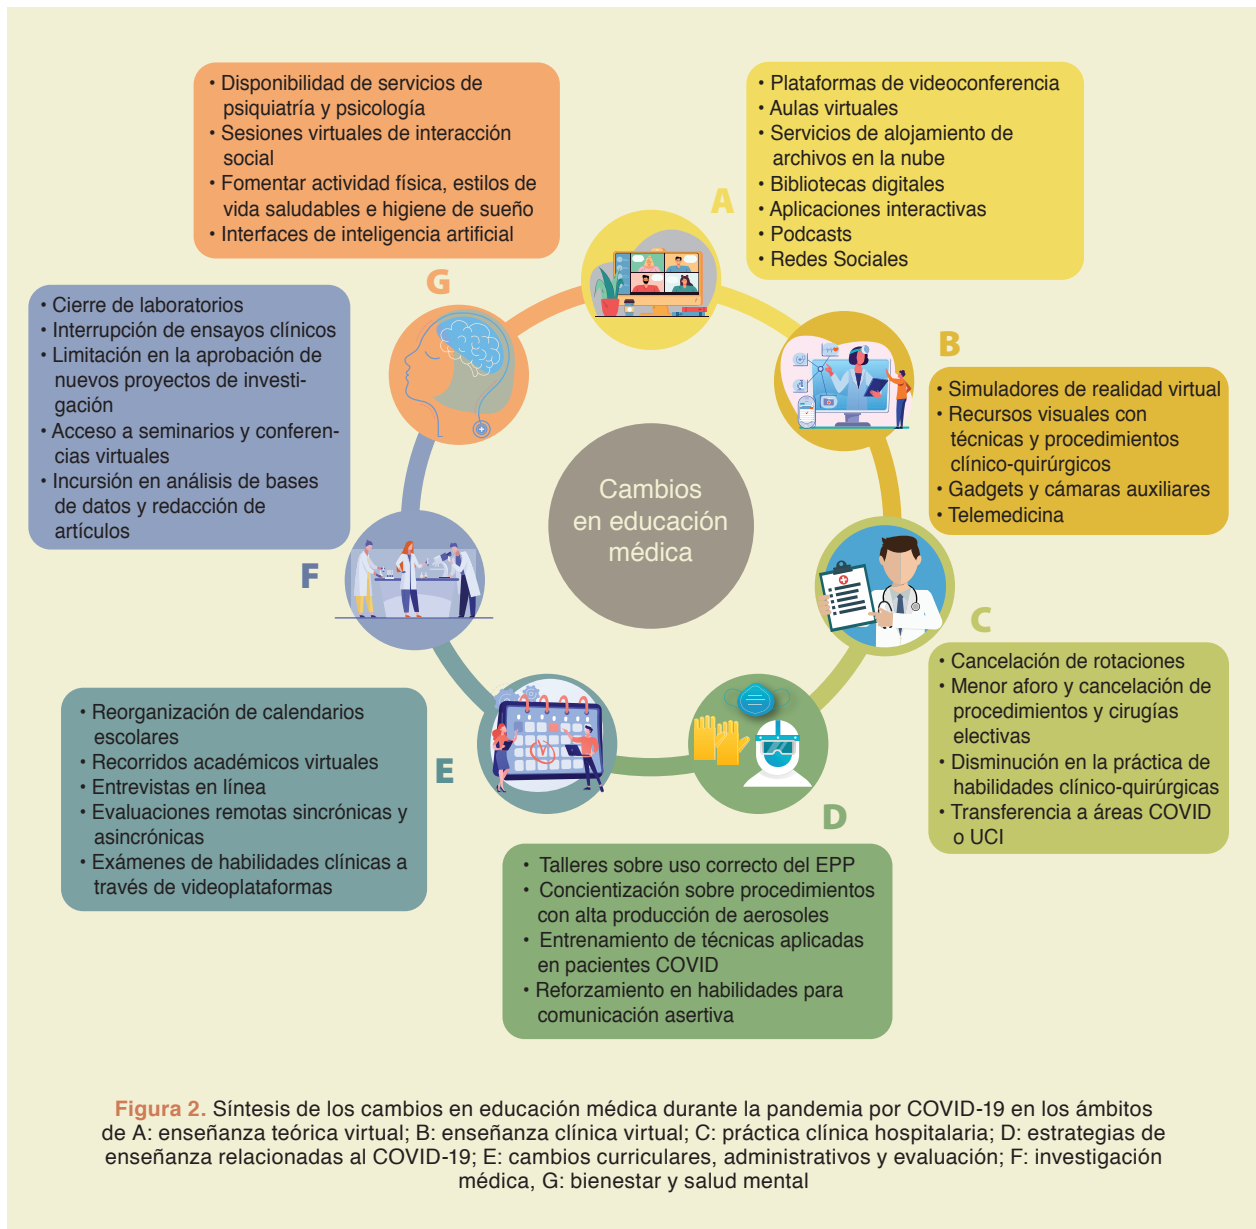 • Disponibilidad de servicios de
psiquiatría y psicología
• Sesiones virtuales de interacción
social
• Fomentar actividad física, estilos de
vida saludables e higiene de sueño
• Interfaces de inteligencia artificial
G
• Plataformas de videoconferencia
• Aulas virtuales
• Servicios de alojamiento de
archivos en la nube
• Bibliotecas digitales
• Aplicaciones interactivas
• Podcasts
• Redes Sociales
A
B
• Simuladores de realidad virtual
• Recursos visuales con
técnicas y procedimientos
clínico-quirúrgicos
• Gadgets y cámaras auxiliares
• Telemedicina
• Cierre de laboratorios
• Interrupción de ensayos clínicos
• Limitación en la aprobación de
nuevos proyectos de investi-
gación
• Acceso a seminarios y conferen-
cias virtuales
• Incursión en análisis de bases
de datos y redacción de
artículos
F
Cambios
en educación
médica
C
• Cancelación de rotaciones
• Menor aforo y cancelación de
procedimientos y cirugías
electivas
• Disminución en la práctica de
habilidades clínico-quirúrgicas
• Transferencia a áreas COVID
o UCI
• Reorganización de calendarios
escolares
• Recorridos académicos virtuales
• Entrevistas en línea
• Evaluaciones remotas sincrónicas y
asincrónicas
• Exámenes de habilidades clínicas a
través de videoplataformas
E
D
• Talleres sobre uso correcto del EPP
• Concientización sobre procedimientos
con alta producción de aerosoles
• Entrenamiento de técnicas aplicadas
en pacientes COVID
• Reforzamiento en habilidades para
comunicación asertiva
Figura 2. Síntesis de los cambios en educación médica durante la pandemia por COVID-19 en los ámbitos
de A: enseñanza teórica virtual; B: enseñanza clínica virtual; C: práctica clínica hospitalaria; D: estrategias de
enseñanza relacionadas al COVID-19; E: cambios curriculares, administrativos y evaluación; F: investigación
médica, G: bienestar y salud mental